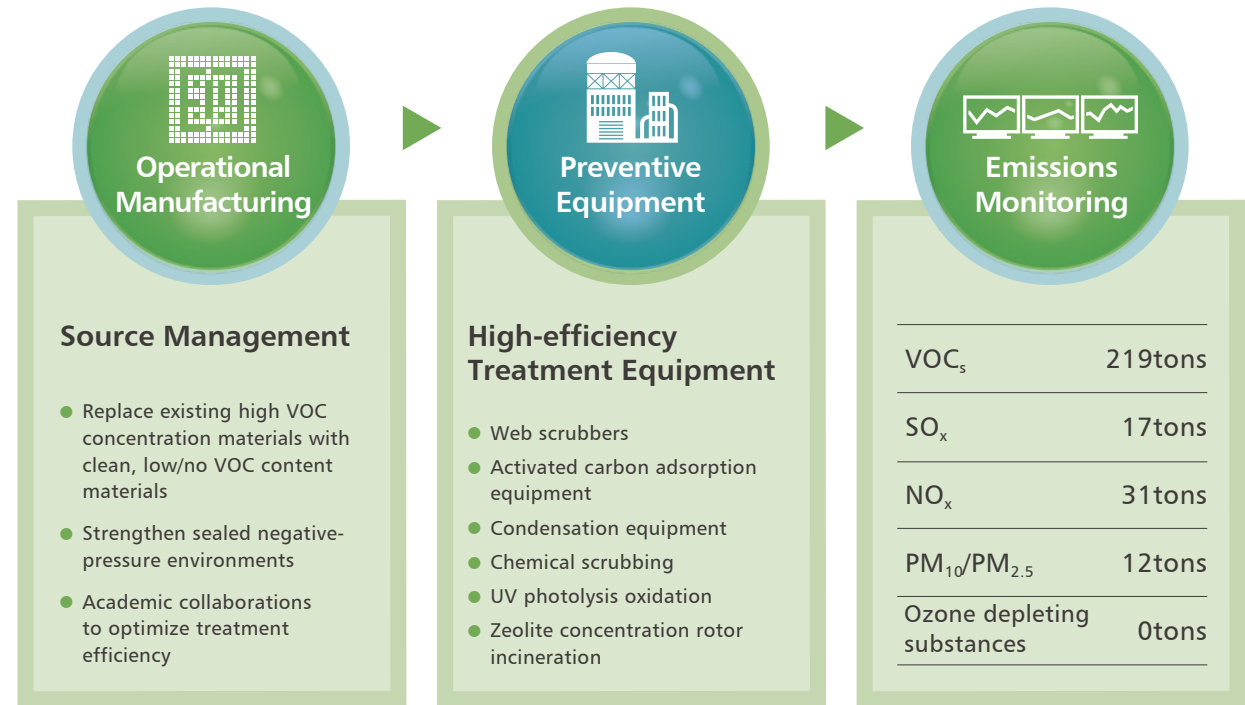 Operational
Manufacturing
Preventive
Equipment
Emissions
Monitoring
Source Management
Replace existing high VOC
concentration materials with
clean, low/no VOC content
materials
Strengthen sealed negative-
pressure environments
Academic collaborations
to optimize treatment
efficiency
High-efficiency
Treatment Equipment
Web scrubbers
Activated carbon adsorption
equipment
Condensation equipment
Chemical scrubbing
UV photolysis oxidation
Zeolite concentration rotor
incineration
VOCs 219tons
SOx 17tons
NOx 31tons
PM10/PM2.5 12tons
Ozone depleting
substances 0tons